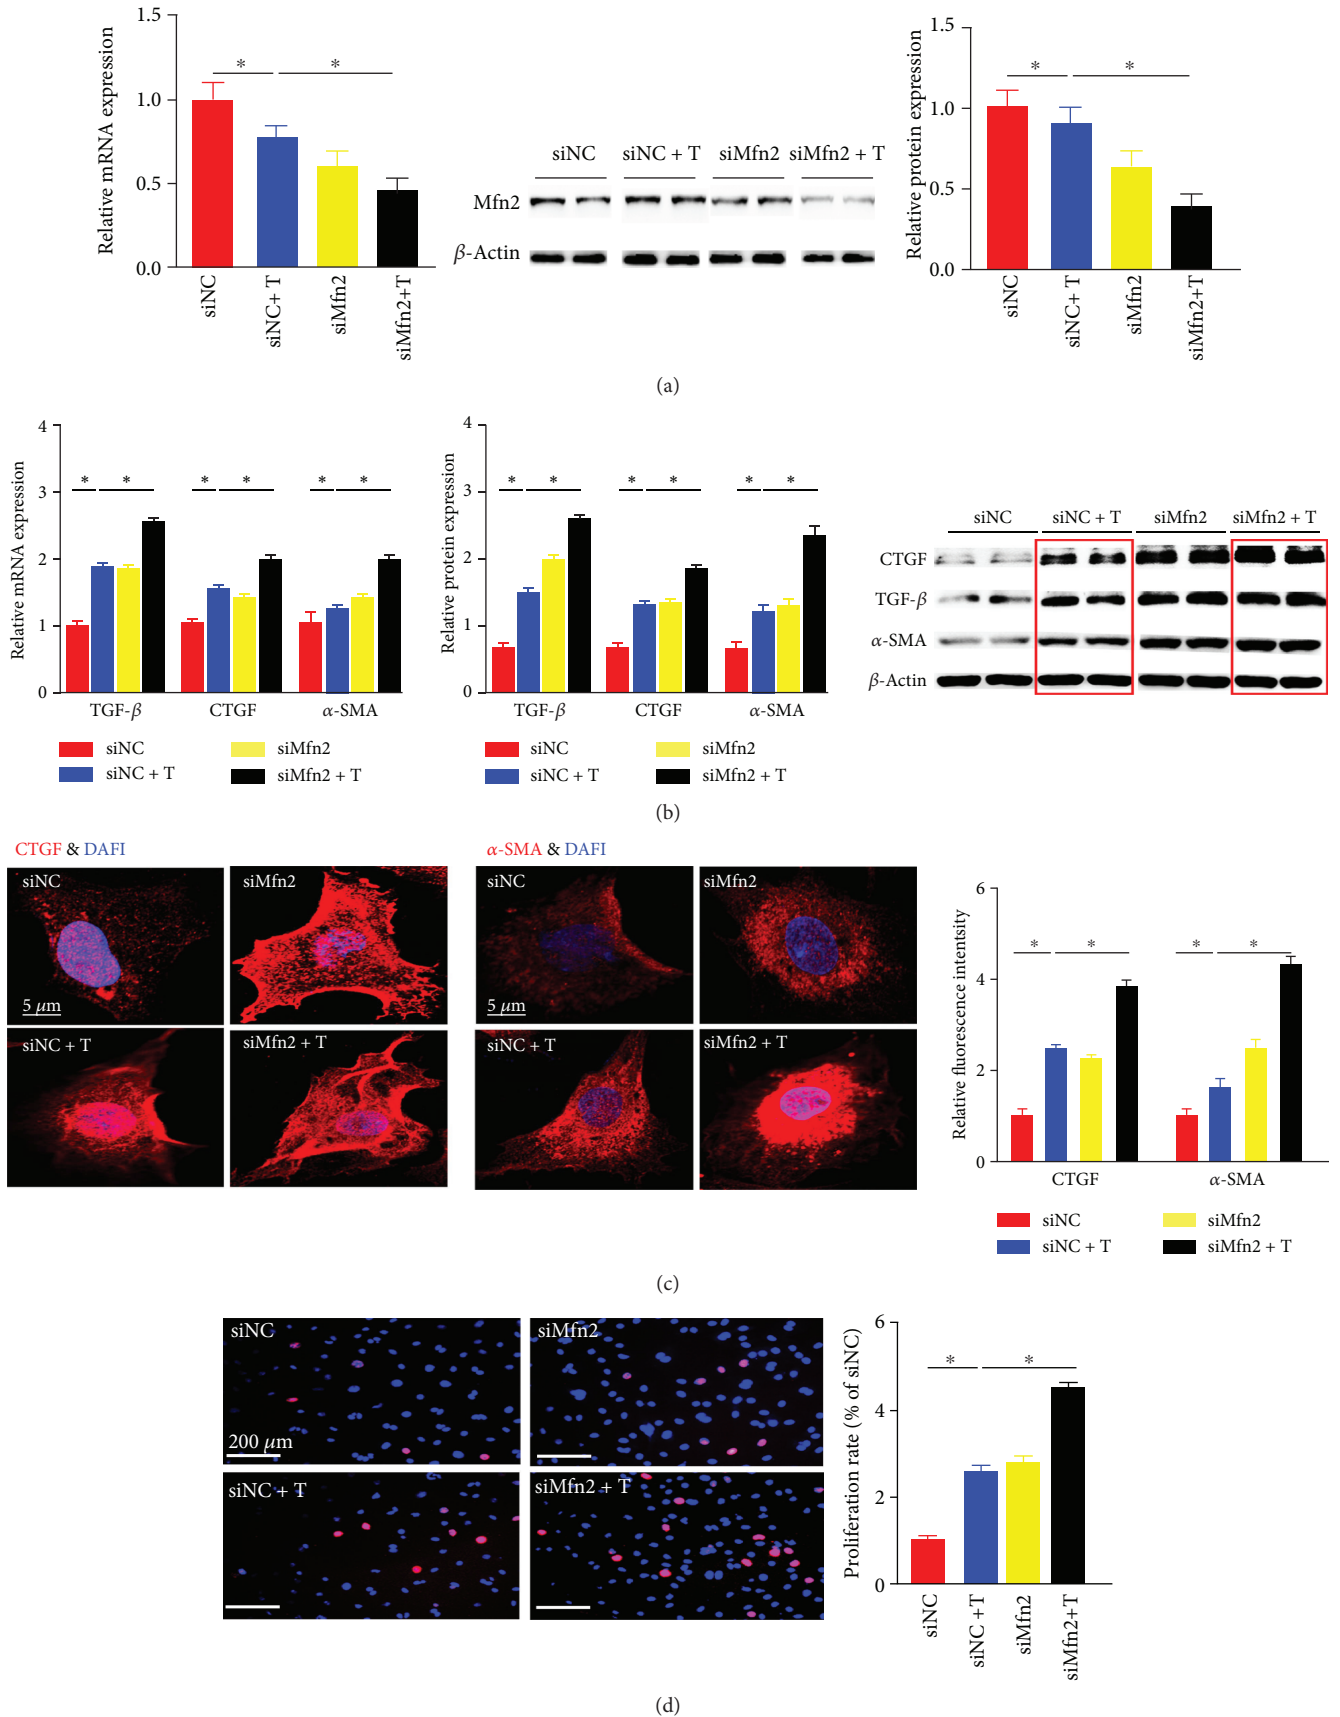 1.5
1.0
0.5
0.0
Relative mRNA expression
* *
siNC
siNC+ T
siMfn2
siMfn2+T
siNC siNC + T siMfn2 siMfn2 + T
Mfn2
β-Actin
1.5
1.0
0.5
0.0
Relative protein expression
* *
siNC
siNC+ T
siMfn2
siMfn2+T
(a)
4
3
2
1
0
Relative mRNA expression
* * * * * *
TGF-β CTGF α-SMA
siNC siMfn2
siNC + T siMfn2 + T
4
3
2
1
0
Relative protein expression
* * * * * *
TGF-β CTGF α-SMA
siNC siMfn2
siNC + T siMfn2 + T
siNC siNC + T siMfn2 siMfn2 + T
CTGF
TGF-β
α-SMA
β-Actin
(b)
CTGF & DAFI
siNC siMfn2
5 μm
siNC + T siMfn2 + T
α-SMA & DAFI
siNC siMfn2
5 μm
siNC + T siMfn2 + T
6
4
2
0
Relative fluorescence intentsity
* * * *
CTGF α-SMA
siNC siMfn2
siNC + T siMfn2 + T
(c)
siNC siMfn2
200 μm
siNC + T siMfn2 + T
6
4
2
0
Proliferation rate (% of siNC)
* *
siNC
siNC + T
siMfn2
siMfn2+T
(d)